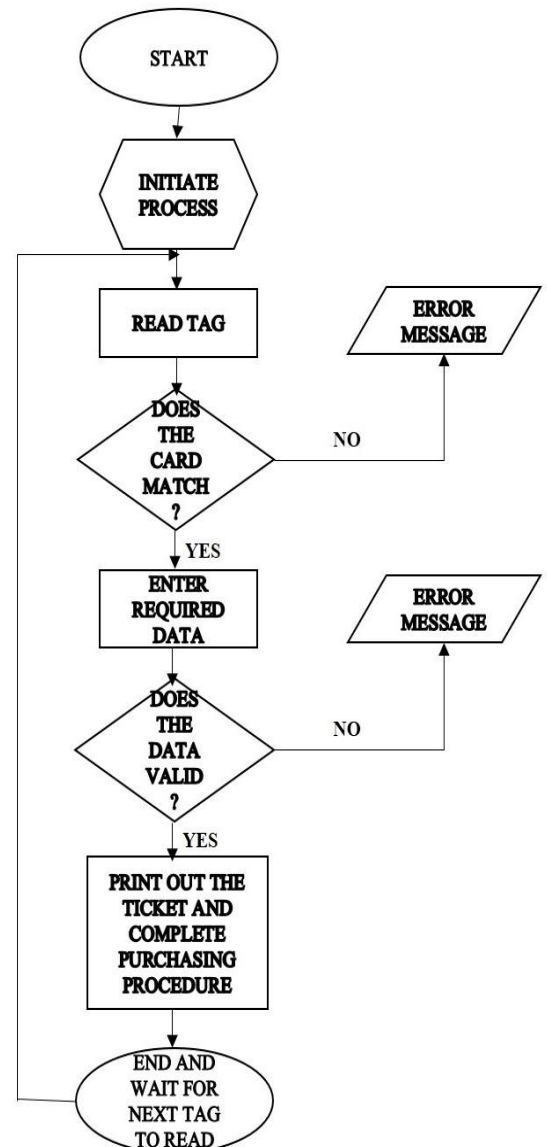 START
INITIATE
PROCESS
READ TAG
ERROR
MESSAGE
DOES
THE
CARD
MATCH
?
NO
YES
ENTER
REQUIRED
DATA
ERROR
MESSAGE
DOES
THE
DATA
VALID
?
NO
YES
PRINT OUT THE
TICKET AND
COMPLETE
PURCHASING
PROCEDURE
END AND
WAIT FOR
NEXT TAG
TO READ